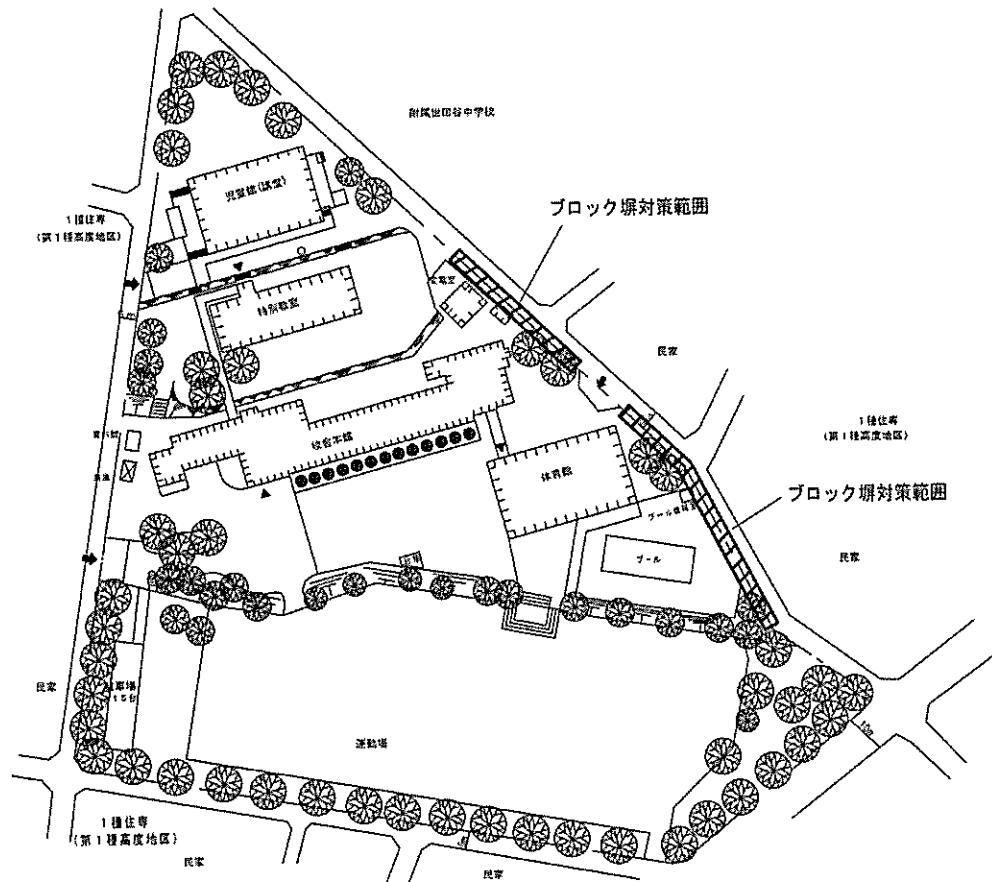 附属世田谷中学校
児童館(講堂)
ブロック塀対策範囲
1種住専
(第1種高度地区)
特別教室
民家
1種住専
(第1種高度地区)
校舎本館
体育館
ブロック塀対策範囲
プール
民家
民家
15台
運動場
1種住専
(第1種高度地区)
民家
民家